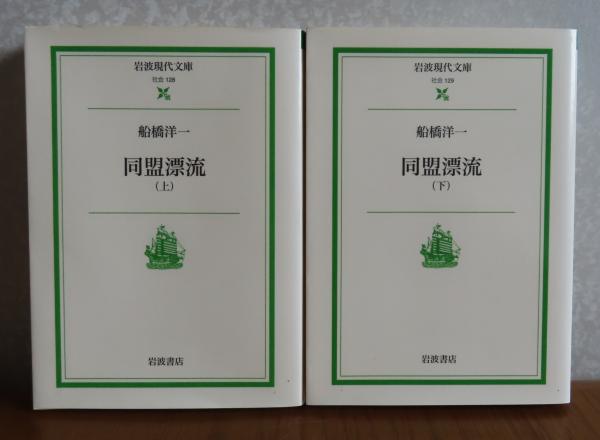 岩波現代文庫
社会 128
船橋洋一
同盟漂流
(上)
岩波書店
岩波現代文庫
社会 129
船橋洋一
同盟漂流
(下)
岩波書店